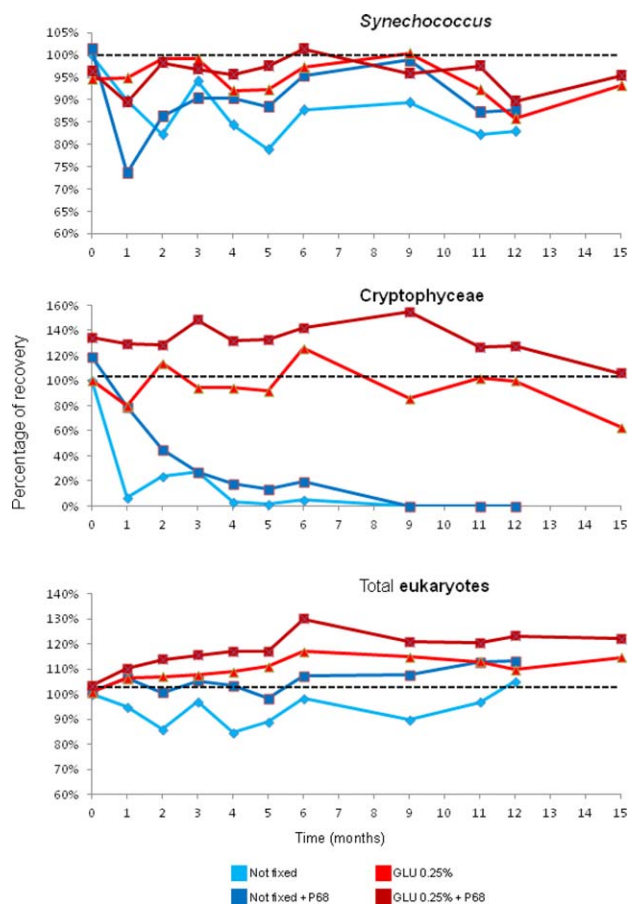 Synechococcus
105%
100%
95%
90%
85%
80%
75%
70%
65%
60%
0 1 2 3 4 5 6 7 8 9 10 11 12 13 14 15
Cryptophyceae
160%
140%
120%
100%
80%
60%
40%
20%
0%
0 1 2 3 4 5 6 7 8 9 10 11 12 13 14 15
Percentage of recovery
Total eukaryotes
140%
130%
120%
110%
100%
90%
80%
70%
60%
0 1 2 3 4 5 6 7 8 9 10 11 12 13 14 15
Time (months)
Not fixed GLU 0.25%
Not fixed + P68 GLU 0.25% + P68